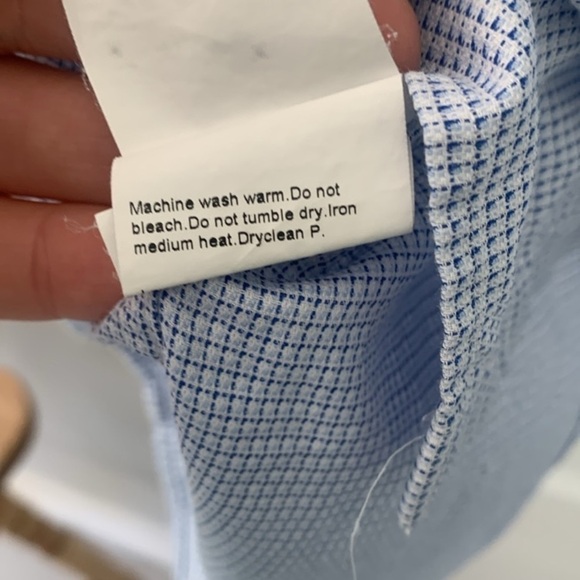 Machine wash warm.Do not
bleach.Do not tumble dry.Iron
medium heat.Dryclean P.